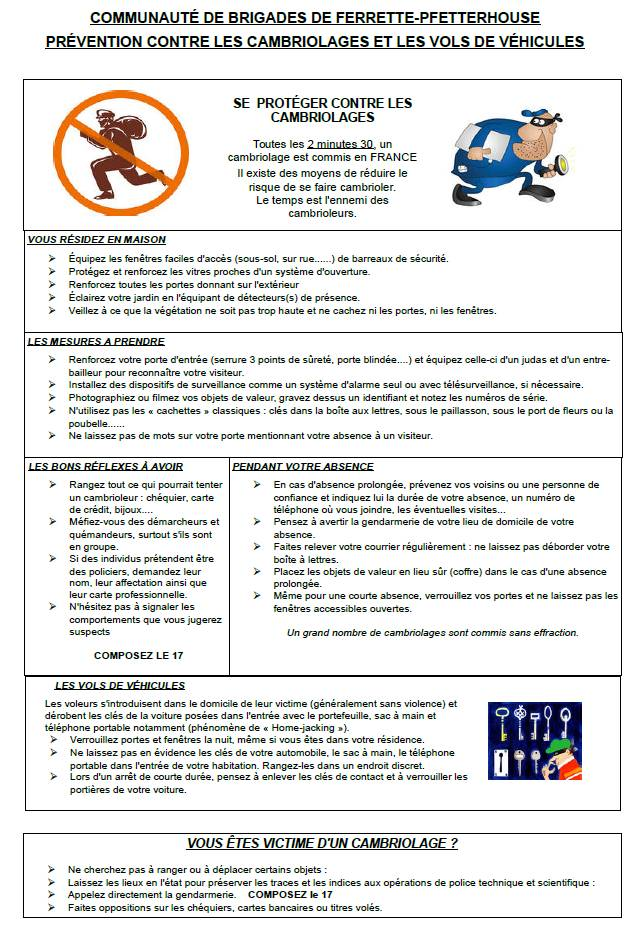 COMMUNAUTÉ DE BRIGADES DE FERRETTE-PFETTERHOUSE
PRÉVENTION CONTRE LES CAMBRIOLAGES ET LES VOLS DE VÉHICULES
SE PROTÉGER CONTRE LES
CAMBRIOLAGES
Toutes les 2 minutes 30, un
cambriolage est commis en FRANCE
Il existe des moyens de réduire le
risque de se faire cambrioler.
Le temps est l'ennemi des
cambrioleurs.
VOUS RÉSIDEZ EN MAISON
➢ Équipez les fenêtres faciles d'accès (sous-sol, sur rue......) de barreaux de sécurité.
➢ Protégez et renforcez les vitres proches d'un système d'ouverture.
➢ Renforcez toutes les portes donnant sur l'extérieur
➢ Éclairez votre jardin en l'équipant de détecteurs(s) de présence.
➢ Veillez à ce que la végétation ne soit pas trop haute et ne cachez ni les portes, ni les fenêtres.
LES MESURES A PRENDRE
➢ Renforcez votre porte d'entrée (serrure 3 points de sûreté, porte blindée....) et équipez celle-ci d'un judas et d'un entre-
bailleur pour reconnaître votre visiteur.
➢ Installez des dispositifs de surveillance comme un système d'alarme seul ou avec télésurveillance, si nécessaire.
➢ Photographiez ou filmez vos objets de valeur, gravez dessus un identifiant et notez les numéros de série.
➢ N'utilisez pas les « cachettes » classiques : clés dans la boîte aux lettres, sous le paillasson, sous le port de fleurs ou la
poubelle......
➢ Ne laissez pas de mots sur votre porte mentionnant votre absence à un visiteur.
LES BONS RÉFLEXES À AVOIR
➢ Rangez tout ce qui pourrait tenter
un cambrioleur : chéquier, carte
de crédit, bijoux....
➢ Méfiez-vous des démarcheurs et
quémandeurs, surtout s'ils sont
en groupe.
➢ Si des individus prétendent être
des policiers, demandez leur
nom, leur affectation ainsi que
leur carte professionnelle.
➢ N'hésitez pas à signaler les
comportements que vous jugerez
suspects
COMPOSEZ LE 17
PENDANT VOTRE ABSENCE
➢ En cas d'absence prolongée, prévenez vos voisins ou une personne de
confiance et indiquez lui la durée de votre absence, un numéro de
téléphone où vous joindre, les éventuelles visites...
➢ Pensez à avertir la gendarmerie de votre lieu de domicile de votre
absence.
➢ Faites relever votre courrier régulièrement : ne laissez pas déborder votre
boîte à lettres.
➢ Placez les objets de valeur en lieu sûr (coffre) dans le cas d'une absence
prolongée.
➢ Même pour une courte absence, verrouillez vos portes et ne laissez pas les
fenêtres accessibles ouvertes.
Un grand nombre de cambriolages sont commis sans effraction.
LES VOLS DE VÉHICULES
Les voleurs s'introduisent dans le domicile de leur victime (généralement sans violence) et
dérobent les clés de la voiture posées dans l'entrée avec le portefeuille, sac à main et
téléphone portable notamment (phénomène de « Home-jacking »).
➢ Verrouillez portes et fenêtres la nuit, même si vous êtes dans votre résidence.
➢ Ne laissez pas en évidence les clés de votre automobile, le sac à main, le téléphone
portable dans l'entrée de votre habitation. Rangez-les dans un endroit discret.
➢ Lors d'un arrêt de courte durée, pensez à enlever les clés de contact et à verrouiller les
portières de votre voiture.
VOUS ÊTES VICTIME D'UN CAMBRIOLAGE ?
➢ Ne cherchez pas à ranger ou à déplacer certains objets :
➢ Laissez les lieux en l'état pour préserver les traces et les indices aux opérations de police technique et scientifique :
➢ Appelez directement la gendarmerie. COMPOSEZ le 17
➢ Faites oppositions sur les chéquiers, cartes bancaires ou titres volés.